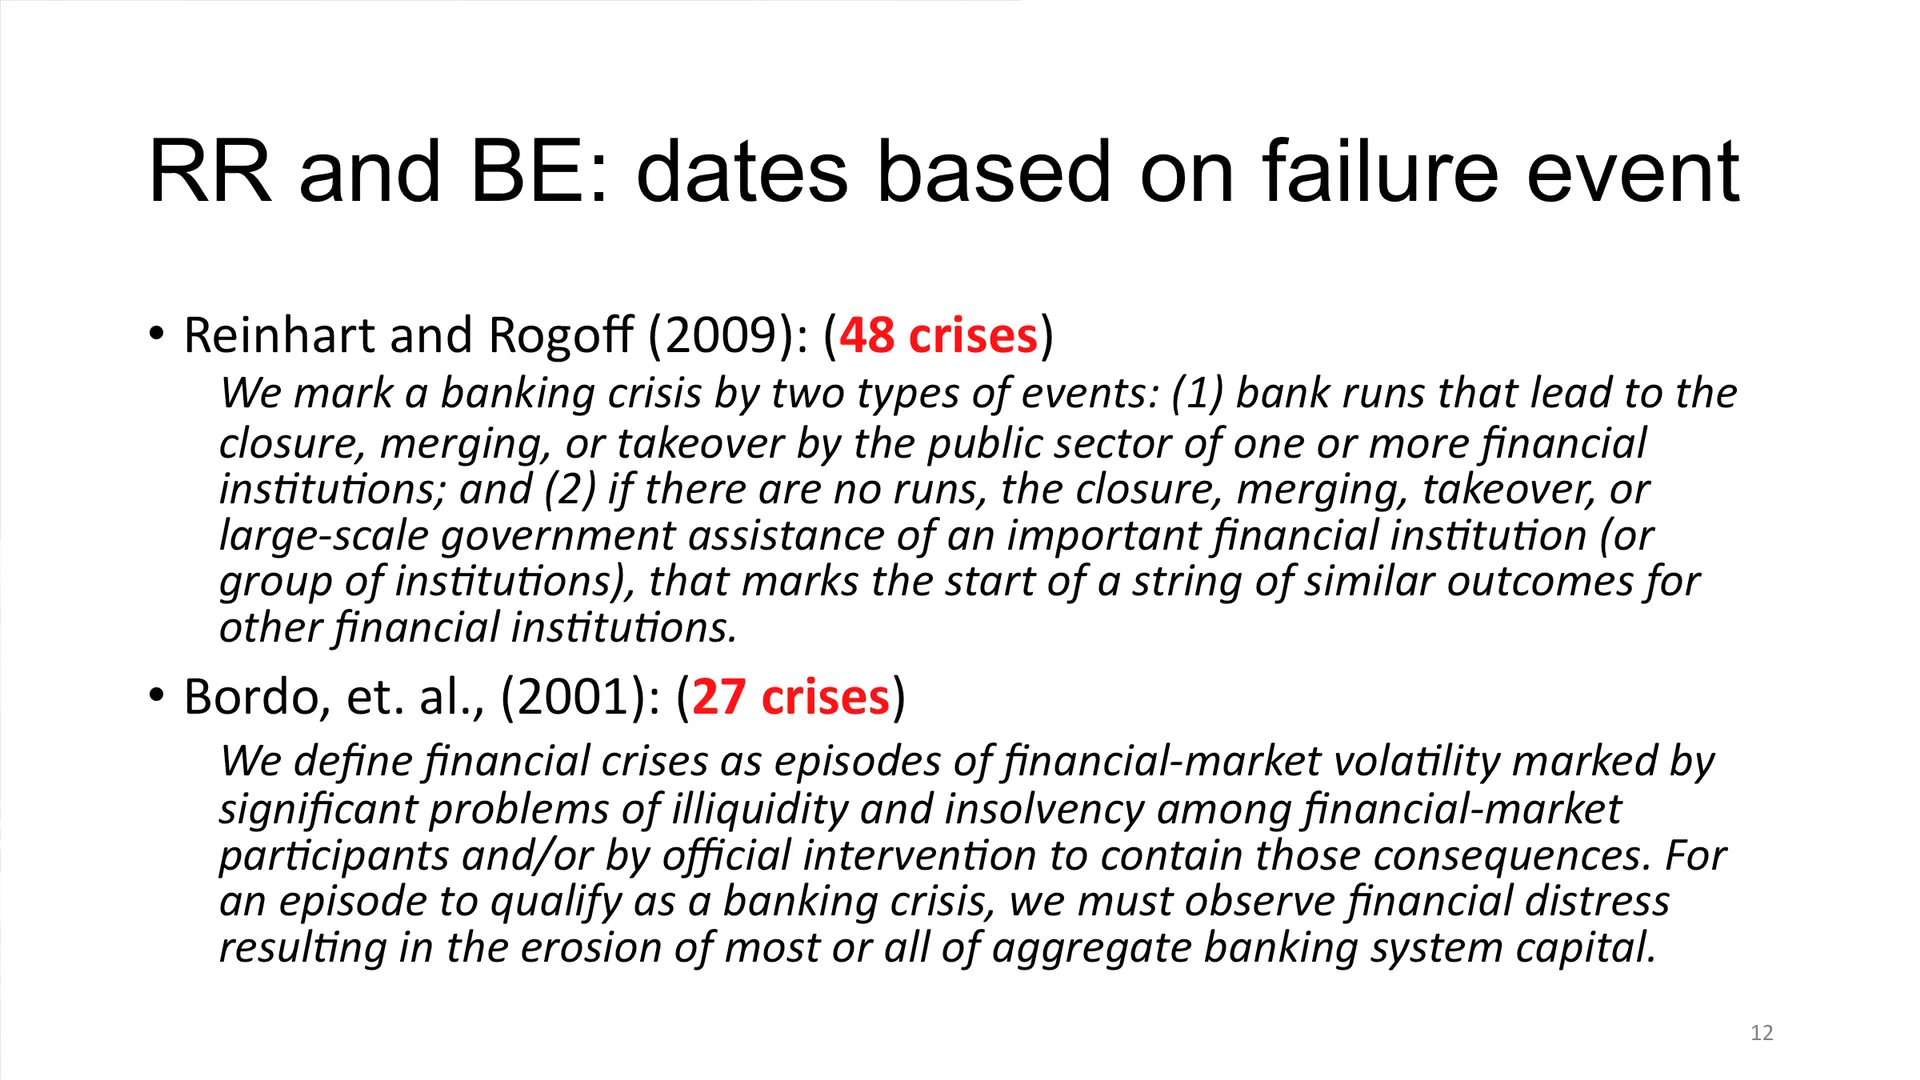 RR and BE: dates based on failure event
• Reinhart and Rogoff (2009): (48 crises)
We mark a banking crisis by two types of events: (1) bank runs that lead to the
closure, merging, or takeover by the public sector of one or more financial
institutions; and (2) if there are no runs, the closure, merging, takeover, or
large-scale government assistance of an important financial institution (or
group of institutions), that marks the start of a string of similar outcomes for
other financial institutions.
• Bordo, et. al., (2001): (27 crises)
We define financial crises as episodes of financial-market volatility marked by
significant problems of illiquidity and insolvency among financial-market
participants and/or by official intervention to contain those consequences. For
an episode to qualify as a banking crisis, we must observe financial distress
resulting in the erosion of most or all of aggregate banking system capital.
12